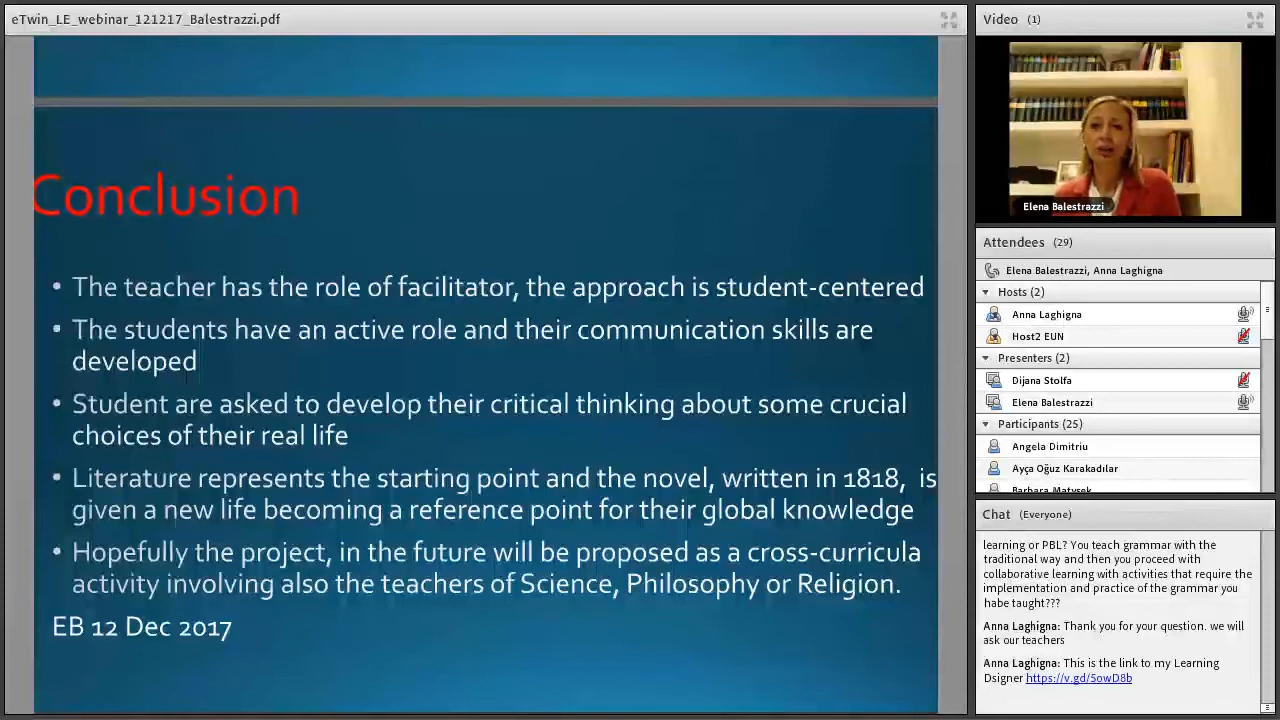 eTwin_LE_webinar_121217_Balestrazzi.pdf
Conclusion
• The teacher has the role of facilitator, the approach is student-centered
• The students have an active role and their communication skills are
developed
• Student are asked to develop their critical thinking about some crucial
choices of their real life
• Literature represents the starting point and the novel, written in 1818, is
given a new life becoming a reference point for their global knowledge
• Hopefully the project, in the future will be proposed as a cross-curricula
activity involving also the teachers of Science, Philosophy or Religion.
EB 12 Dec 2017
Video (1)
Elena Balestrazzi
Attendees (29)
Elena Balestrazzi, Anna Laghigna
Hosts (2)
Anna Laghigna
Host2 EUN
Presenters (2)
Dijana Stolfa
Elena Balestrazzi
Participants (25)
Angela Dimitriu
Ayça Oğuz Karakadılar
Barbara Matysek
Chat (Everyone)
learning or PBL? You teach grammar with the
traditional way and then you proceed with
collaborative learning with activities that require the
implementation and practice of the grammar you
habe taught???
Anna Laghigna: Thank you for your question. we will
ask our teachers
Anna Laghigna: This is the link to my Learning
Dsigner https://v.gd/5owD8b